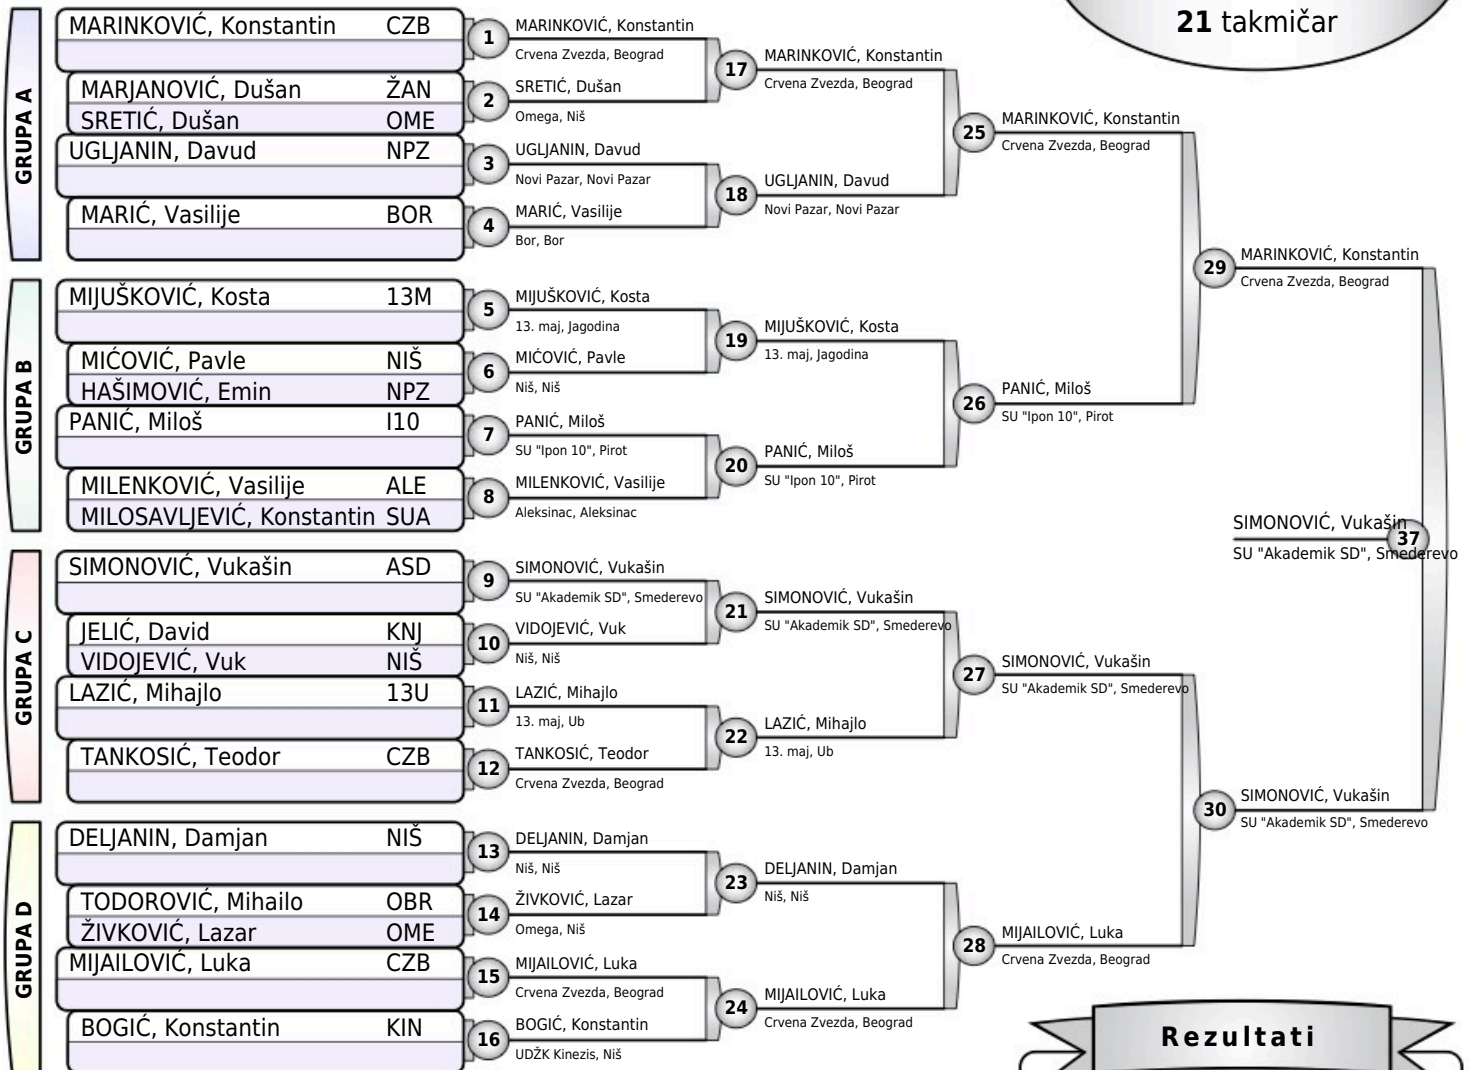 21 takmičar
GRUPA A
MARINKOVIĆ, Konstantin CZB
MARJANOVIĆ, Dušan ŽAN
SRETIĆ, Dušan OME
UGLJANIN, Davud NPZ
MARIĆ, Vasilije BOR
GRUPA B
MIJUŠKOVIĆ, Kosta 13M
MIĆOVIĆ, Pavle NIŠ
HAŠIMOVIĆ, Emin NPZ
PANIĆ, Miloš I10
MILENKOVIĆ, Vasilije ALE
MILOSAVLJEVIĆ, Konstantin SUA
GRUPA C
SIMONOVIĆ, Vukašin ASD
JELIĆ, David KNJ
VIDOJEVIĆ, Vuk NIŠ
LAZIĆ, Mihajlo 13U
TANKOSIĆ, Teodor CZB
GRUPA D
DELJANIN, Damjan NIŠ
TODOROVIĆ, Mihailo OBR
ŽIVKOVIĆ, Lazar OME
MIJAILOVIĆ, Luka CZB
BOGIĆ, Konstantin KIN
1
MARINKOVIĆ, Konstantin
Crvena Zvezda, Beograd
2
SRETIĆ, Dušan
Omega, Niš
3
UGLJANIN, Davud
Novi Pazar, Novi Pazar
4
MARIĆ, Vasilije
Bor, Bor
5
MIJUŠKOVIĆ, Kosta
13. maj, Jagodina
6
MIĆOVIĆ, Pavle
Niš, Niš
7
PANIĆ, Miloš
SU "Ipon 10", Pirot
8
MILENKOVIĆ, Vasilije
Aleksinac, Aleksinac
9
SIMONOVIĆ, Vukašin
SU "Akademik SD", Smederevo
10
VIDOJEVIĆ, Vuk
Niš, Niš
11
LAZIĆ, Mihajlo
13. maj, Ub
12
TANKOSIĆ, Teodor
Crvena Zvezda, Beograd
13
DELJANIN, Damjan
Niš, Niš
14
ŽIVKOVIĆ, Lazar
Omega, Niš
15
MIJAILOVIĆ, Luka
Crvena Zvezda, Beograd
16
BOGIĆ, Konstantin
UDŽK Kinezis, Niš
17
MARINKOVIĆ, Konstantin
Crvena Zvezda, Beograd
18
UGLJANIN, Davud
Novi Pazar, Novi Pazar
19
MIJUŠKOVIĆ, Kosta
13. maj, Jagodina
20
PANIĆ, Miloš
SU "Ipon 10", Pirot
21
SIMONOVIĆ, Vukašin
SU "Akademik SD", Smederevo
22
LAZIĆ, Mihajlo
13. maj, Ub
23
DELJANIN, Damjan
Niš, Niš
24
MIJAILOVIĆ, Luka
Crvena Zvezda, Beograd
25
MARINKOVIĆ, Konstantin
Crvena Zvezda, Beograd
26
PANIĆ, Miloš
SU "Ipon 10", Pirot
27
SIMONOVIĆ, Vukašin
SU "Akademik SD", Smederevo
28
MIJAILOVIĆ, Luka
Crvena Zvezda, Beograd
29
MARINKOVIĆ, Konstantin
Crvena Zvezda, Beograd
30
SIMONOVIĆ, Vukašin
SU "Akademik SD", Smederevo
SIMONOVIĆ, Vukašin
37
SU "Akademik SD", Smederevo
Rezultati